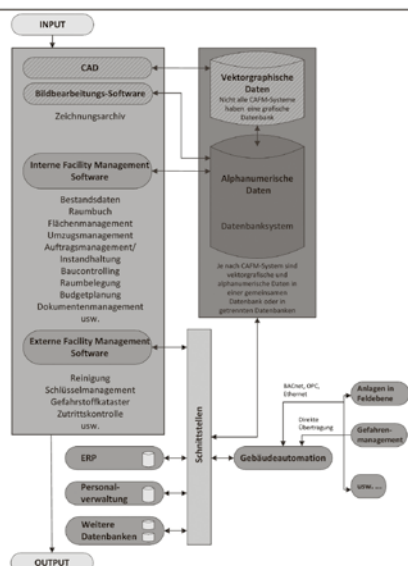 INPUT
CAD
Bildbearbeitungs-Software
Zeichnungsarchiv
Interne Facility Management
Software
Bestandsdaten
Raumbuch
Flächenmanagement
Umzugsmanagement
Auftragsmanagement/
Instandhaltung
Baucontrolling
Raumbelegung
Budgetplanung
Dokumentenmanagement
usw.
Externe Facility Management
Software
Reinigung
Schlüsselmanagement
Gefahrstoffkataster
Zutrittskontrolle
usw.
Vektorgraphische
Daten
Nicht alle CAFM-Systeme
haben eine grafische
Datenbank
Alphanumerische
Daten
Datenbanksystem
Je nach CAFM-System sind
vektorgrafische und
alphanumerische Daten in
einer gemeinsamen
Datenbank oder in
getrennten Datenbanken
Schnittstellen
ERP
Personal-
verwaltung
Weitere
Datenbanken
Gebäudeautomation
BACnet, OPC,
Ethernet
Direkte
Übertragung
Anlagen in
Feldebene
Gefahren-
management
usw. ...
OUTPUT